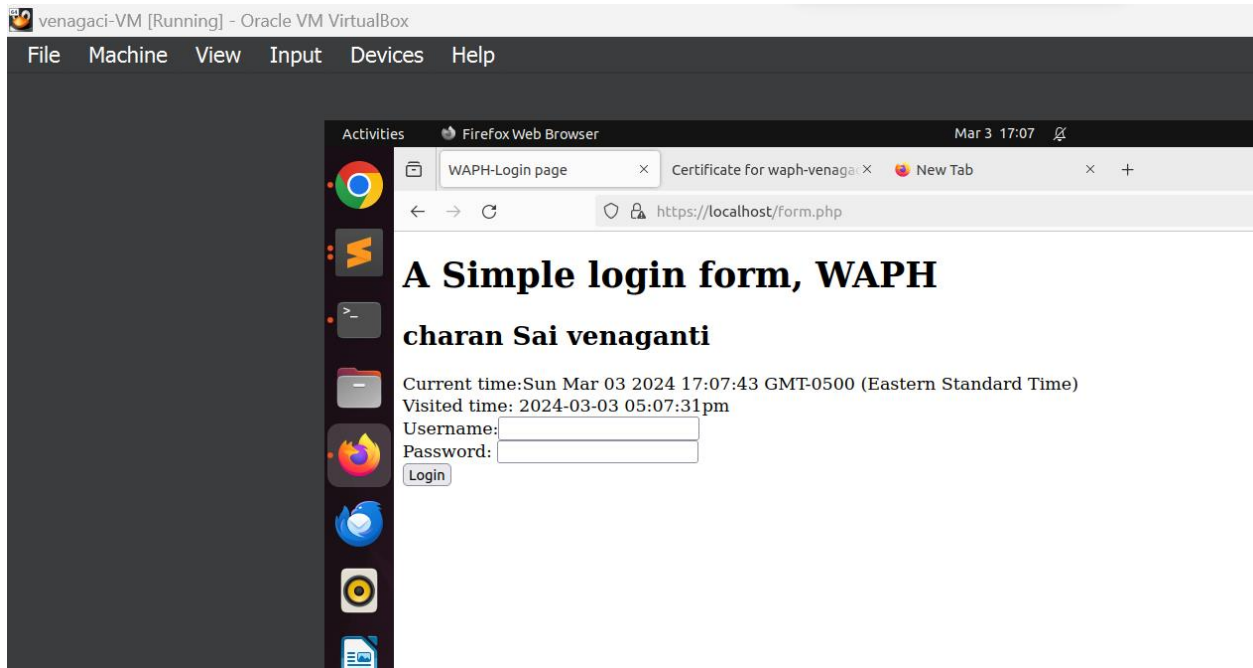 venagaci-VM [Running] - Oracle VM VirtualBox
File Machine View Input Devices Help
Activities Firefox Web Browser Mar 3 17:07
WAPH-Login page Certificate for waph-venagac New Tab
https://localhost/form.php
A Simple login form, WAPH
charan Sai venaganti
Current time:Sun Mar 03 2024 17:07:43 GMT-0500 (Eastern Standard Time)
Visited time: 2024-03-03 05:07:31pm
Username:
Password:
Login